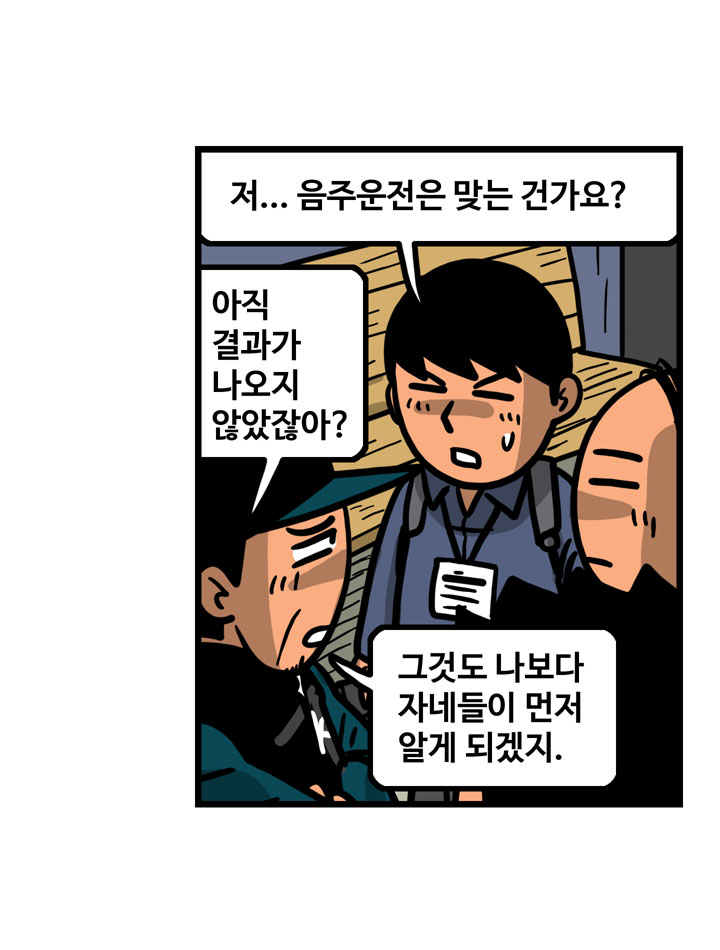 저... 음주운전은 맞는 건가요?
아직
결과가
나오지
않았잖아?
그것도 나보다
자네들이 먼저
알게 되겠지.